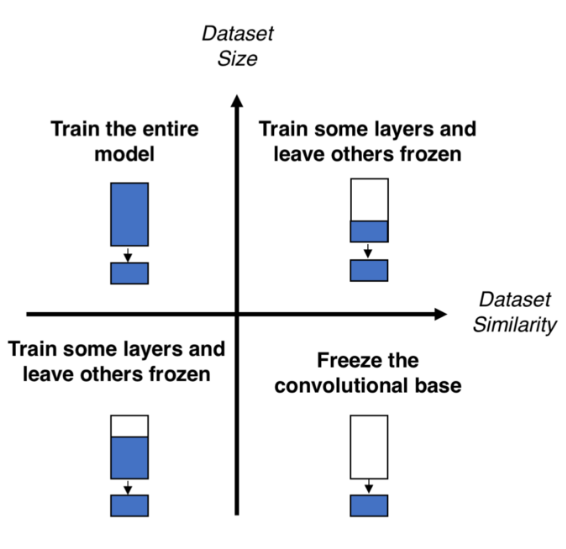 Dataset
Size
Train the entire
model
Train some layers and
leave others frozen
Dataset
Similarity
Train some layers and
leave others frozen
Freeze the
convolutional base